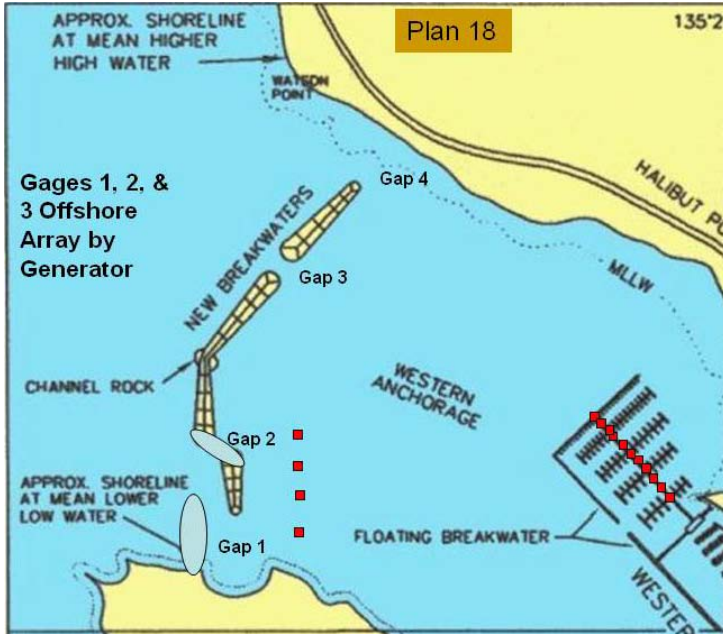 APPROX. SHORELINE
AT MEAN HIGHER
HIGH WATER
Plan 18
135°2
WATSON
POINT
Gages 1, 2, &
3 Offshore
Array by
Generator
Gap 4
HALIBUT PO
NEW BREAKWATERS
Gap 3
MLLW
CHANNEL ROCK
WESTERN
ANCHORAGE
Gap 2
APPROX. SHORELINE
AT MEAN LOWER
LOW WATER
Gap 1
FLOATING BREAKWATER
WESTER